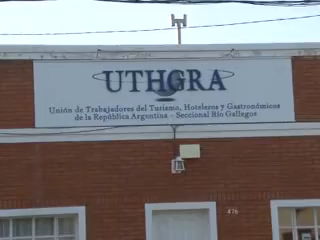 UTHGRA
Unión de Trabajadores del Turismo, Hoteleros y Gastronómicos
de la República Argentina - Seccional Río Gallegos
476